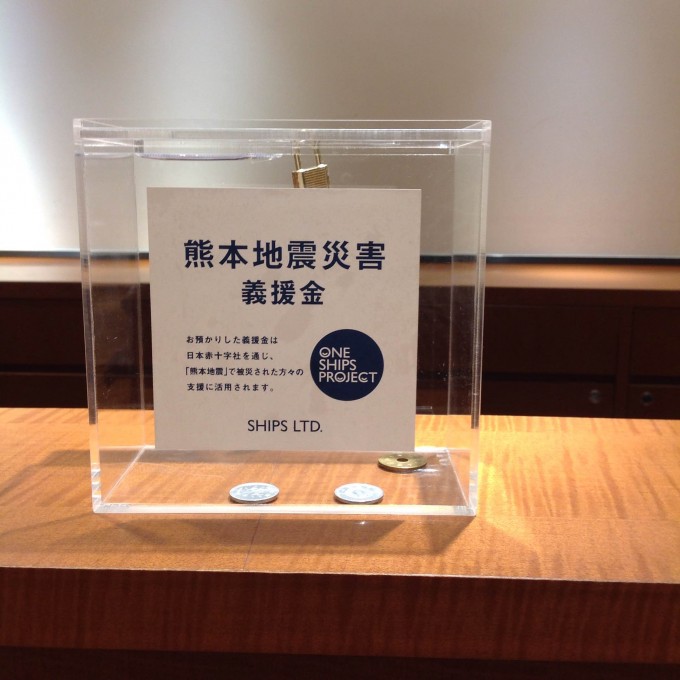 熊本地震災害
義援金
お預かりした義援金は
日本赤十字社を通じ、
「熊本地震」で被災された方々の
支援に活用されます。
ONE
SHIPS
PROJECT
SHIPS LTD.